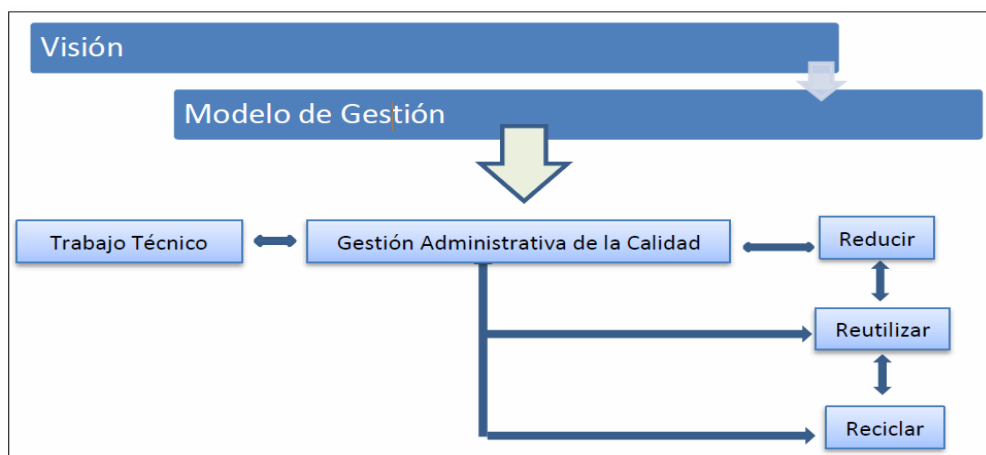 Visión
Modelo de Gestión
Trabajo Técnico
Gestión Administrativa de la Calidad
Reducir
Reutilizar
Reciclar